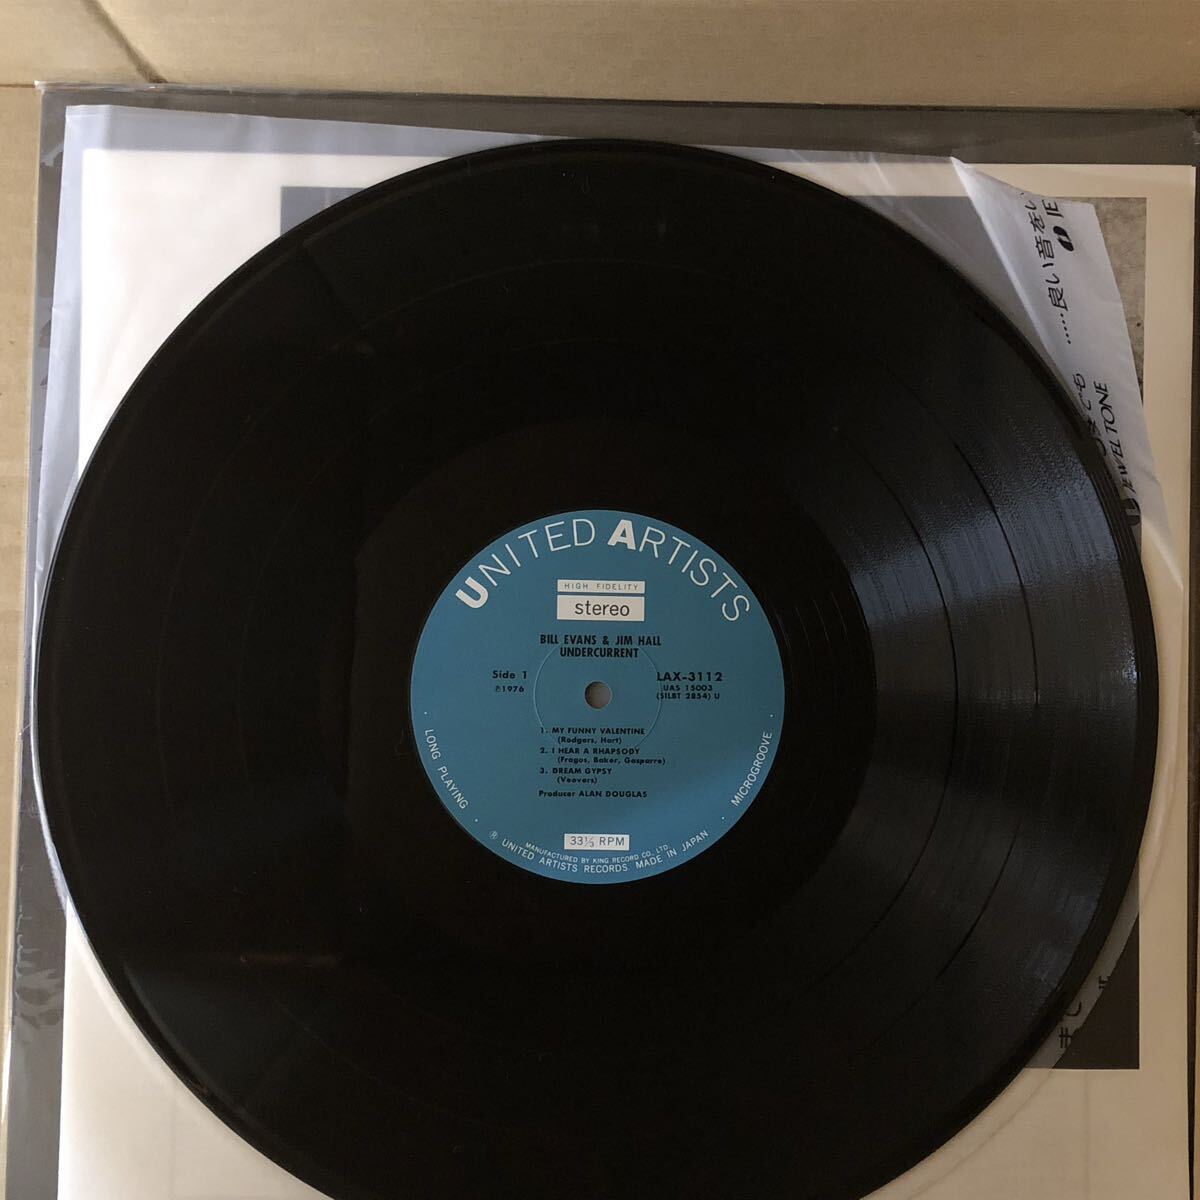 UNITED ARTISTS
HIGH FIDELITY
stereo
BILL EVANS & JIM HALL
UNDERCURRENT
Side 1
℗1976
LAX-3112
UAS 15003
(SILBT 2854) U
1. MY FUNNY VALENTINE
(Rodgers, Hart)
2. I HEAR A RHAPSODY
(Fragos, Baker, Gasparre)
3. DREAM GYPSY
(Veevers)
Producer ALAN DOUGLAS
· LONG PLAYING ·
· MICROGROOVE ·
33⅓ RPM
MANUFACTURED BY KING RECORD CO., LTD.
Ⓡ UNITED ARTISTS RECORDS. MADE IN JAPAN
.....良い音をい
JEWEL TONE